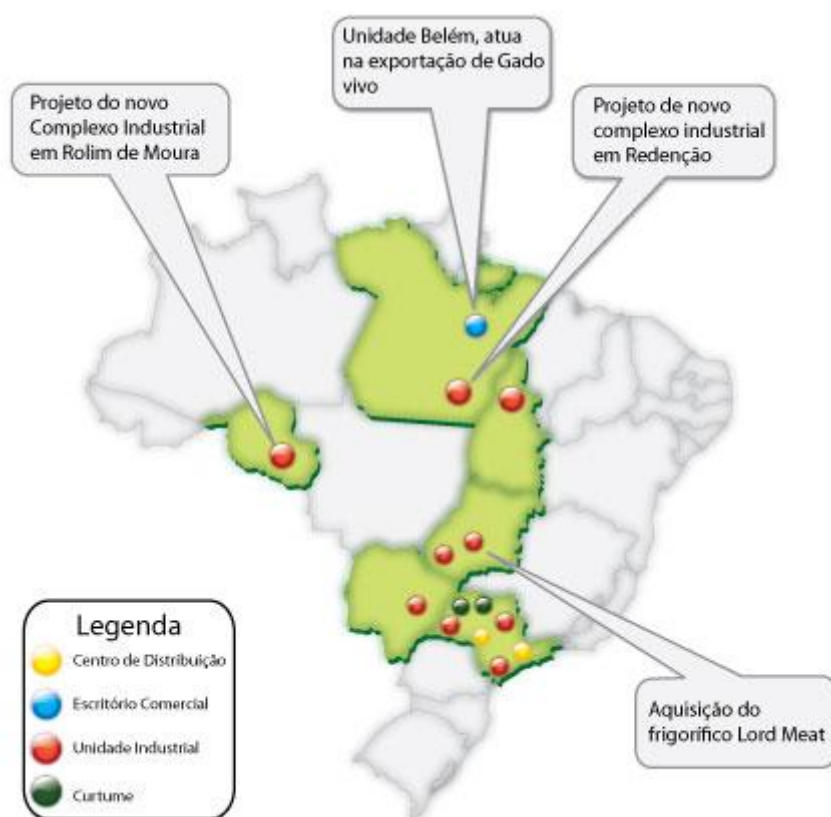 Unidade Belém, atua
na exportação de Gado
vivo
Projeto do novo
Complexo Industrial
em Rolim de Moura
Projeto de novo
complexo industrial
em Redenção
Aquisição do
frigorífico Lord Meat
Legenda
Centro de Distribuição
Escritório Comercial
Unidade Industrial
Curtume